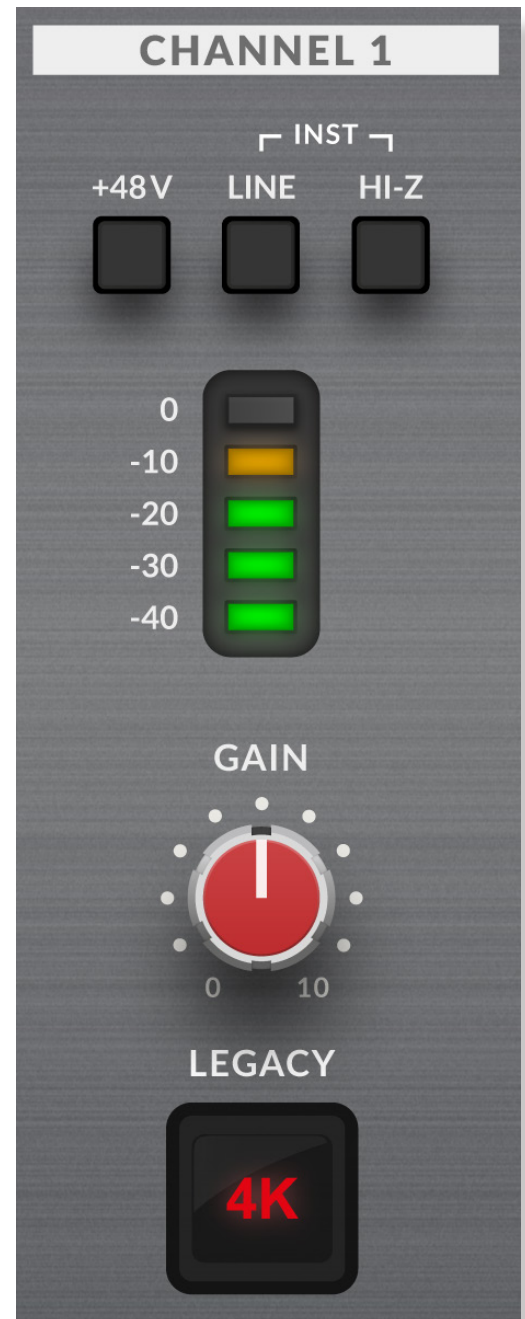 CHANNEL 1
INST
+48V LINE HI-Z
0
-10
-20
-30
-40
GAIN
0 10
LEGACY
4K